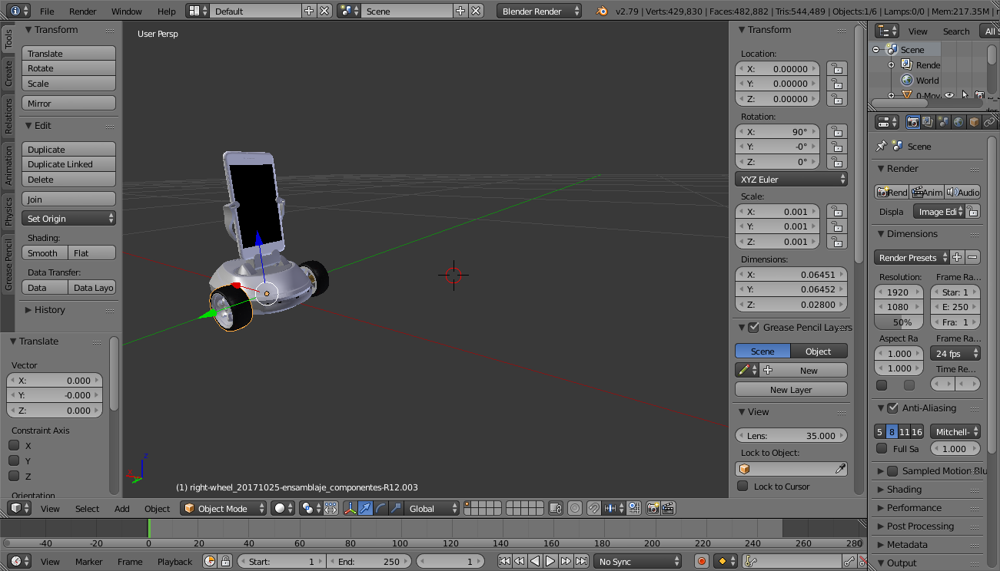 File Render Window Help Default Scene Blender Render v2.79 | Verts:429,830 | Faces:482,882 | Tris:544,489 | Objects:1/6 | Lamps:0/0 | Mem:217.35M |
Tools
Create
Relations
Animation
Physics
Grease Pencil
Transform
Translate
Rotate
Scale
Mirror
Edit
Duplicate
Duplicate Linked
Delete
Join
Set Origin
Shading:
Smooth Flat
Data Transfer:
Data Data Layo
History
Translate
Vector
X: 0.000
Y: -0.000
Z: 0.000
Constraint Axis
X
Y
Z
Orientation
User Persp
(1) right-wheel_20171025-ensamblaje_componentes-R12.003
Transform
Location:
X: 0.00000
Y: 0.00000
Z: 0.00000
Rotation:
X: 90°
Y: -0°
Z: 0°
XYZ Euler
Scale:
X: 0.001
Y: 0.001
Z: 0.001
Dimensions:
X: 0.06451
Y: 0.06452
Z: 0.02800
Grease Pencil Layers
Scene Object
New
New Layer
View
Lens: 35.000
Lock to Object:
Lock to Cursor
View Search All S
Scene
Rende
World
0-Mov
Scene
Render
Rend Anim Audio
Displa Image Edi
Dimensions
Render Presets
Resolution: Frame Ra...
1920 Star: 1
1080 E: 250
50% Fra: 1
Aspect Ra Frame Ra...
1.000 24 fps
1.000 Time Re...
Anti-Aliasing
5 8 11 16 Mitchell-
Full Sa 1.000
Sampled Motion Blu
Shading
Performance
Post Processing
Metadata
Output
View Select Add Object Object Mode Global
-40 -20 0 20 40 60 80 100 120 140 160 180 200 220 240 260 280
View Marker Frame Playback Start: 1 End: 250 1 No Sync